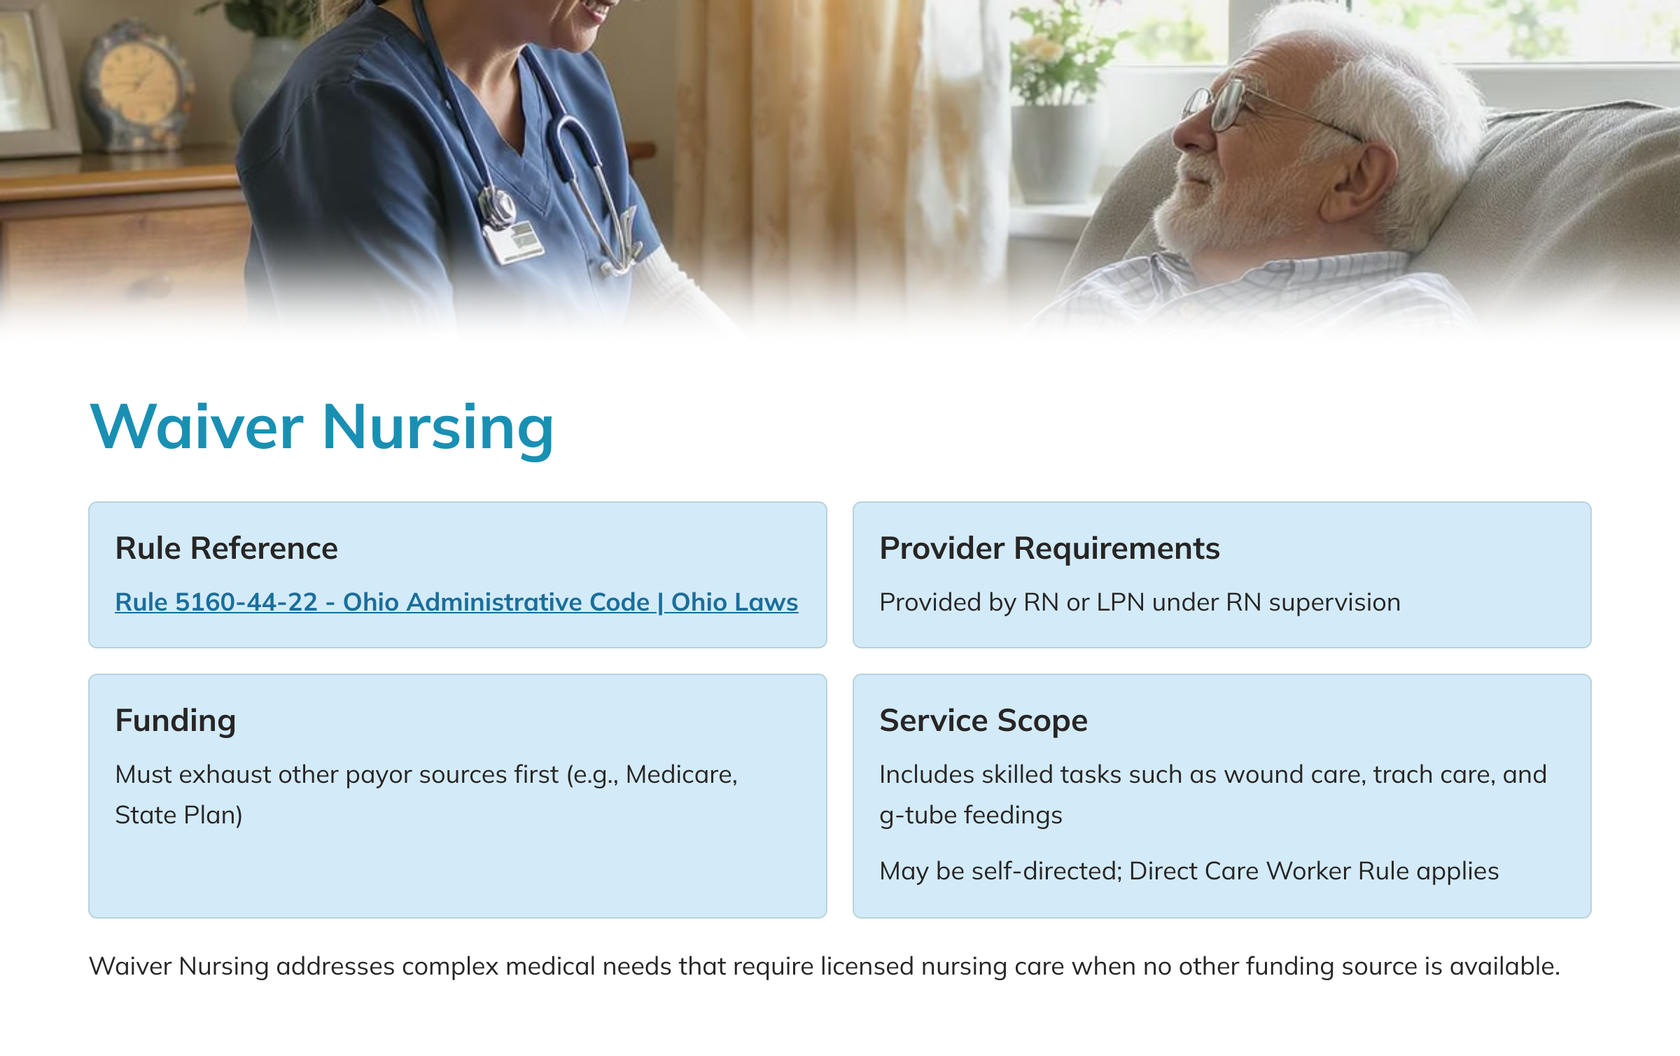 Waiver Nursing
Rule Reference
Rule 5160-44-22 - Ohio Administrative Code | Ohio Laws
Provider Requirements
Provided by RN or LPN under RN supervision
Funding
Must exhaust other payor sources first (e.g., Medicare,
State Plan)
Service Scope
Includes skilled tasks such as wound care, trach care, and
g-tube feedings
May be self-directed; Direct Care Worker Rule applies
Waiver Nursing addresses complex medical needs that require licensed nursing care when no other funding source is available.